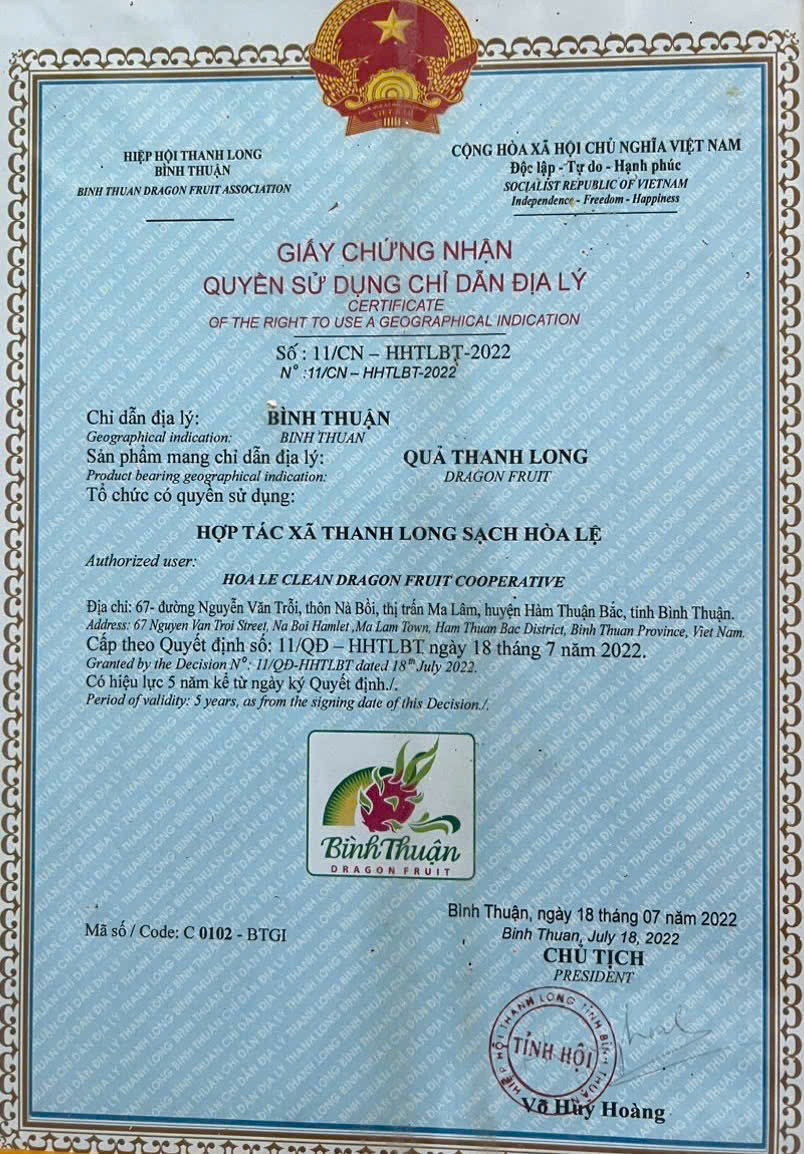 VIỆT NAM
HIỆP HỘI THANH LONG
BÌNH THUẬN
BINH THUAN DRAGON FRUIT ASSOCIATION
CỘNG HÒA XÃ HỘI CHỦ NGHĨA VIỆT NAM
Độc lập - Tự do - Hạnh phúc
SOCIALIST REPUBLIC OF VIETNAM
Independence - Freedom - Happiness
GIẤY CHỨNG NHẬN
QUYỀN SỬ DỤNG CHỈ DẪN ĐỊA LÝ
CERTIFICATE
OF THE RIGHT TO USE A GEOGRAPHICAL INDICATION
Số : 11/CN – HHTLBT-2022
N° :11/CN – HHTLBT-2022
Chỉ dẫn địa lý: BÌNH THUẬN
Geographical indication: BINH THUAN
Sản phẩm mang chỉ dẫn địa lý: QUẢ THANH LONG
Product bearing geographical indication: DRAGON FRUIT
Tổ chức có quyền sử dụng:
HỢP TÁC XÃ THANH LONG SẠCH HÒA LỆ
Authorized user:
HOA LE CLEAN DRAGON FRUIT COOPERATIVE
Địa chỉ: 67- đường Nguyễn Văn Trỗi, thôn Nà Bồi, thị trấn Ma Lâm, huyện Hàm Thuận Bắc, tỉnh Bình Thuận.
Address: 67 Nguyen Van Troi Street, Na Boi Hamlet ,Ma Lam Town, Ham Thuan Bac District, Binh Thuan Province, Viet Nam.
Cấp theo Quyết định số: 11/QĐ – HHTLBT ngày 18 tháng 7 năm 2022.
Granted by the Decision N°: 11/QĐ-HHTLBT dated 18th July 2022.
Có hiệu lực 5 năm kể từ ngày ký Quyết định./.
Period of validity: 5 years, as from the signing date of this Decision./.
Bình Thuận
DRAGON FRUIT
Mã số / Code: C 0102 - BTGI
Bình Thuận, ngày 18 tháng 07 năm 2022
Binh Thuan, July 18, 2022
CHỦ TỊCH
PRESIDENT
HIỆP HỘI THANH LONG TỈNH BÌNH THUẬN
TỈNH HỘI
Võ Huy Hoàng